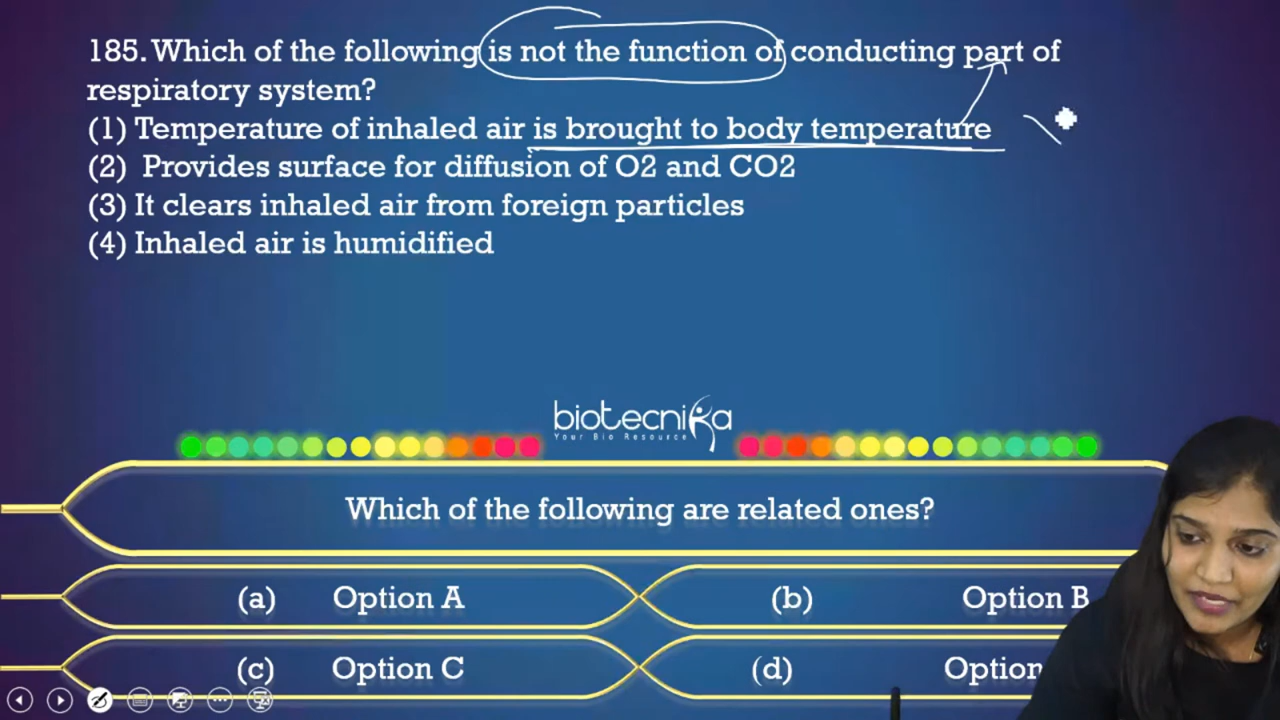 185. Which of the following is not the function of conducting part of
respiratory system?
(1) Temperature of inhaled air is brought to body temperature
(2) Provides surface for diffusion of O2 and CO2
(3) It clears inhaled air from foreign particles
(4) Inhaled air is humidified
biotecnika
Your Bio Resource
Which of the following are related ones?
(a) Option A
(b) Option B
(c) Option C
(d) Option